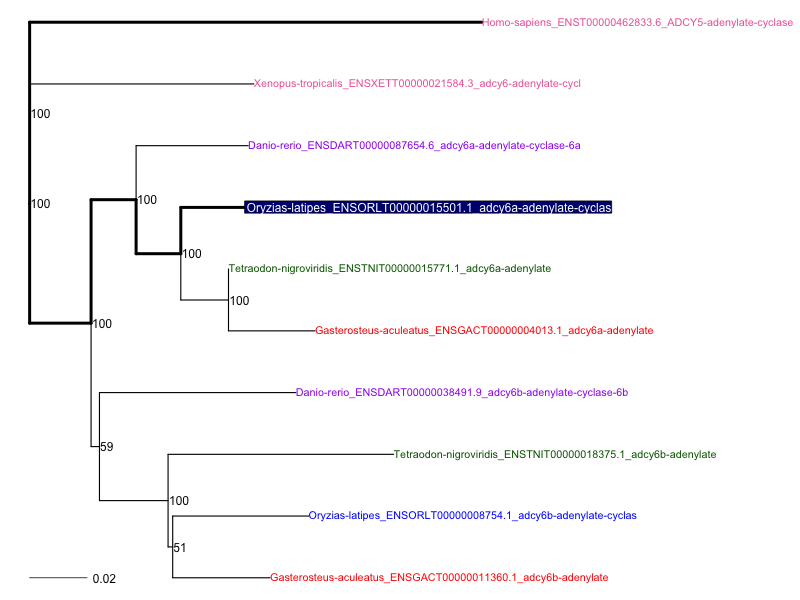 Homo-sapiens_ENST00000462833.6_ADCY5-adenylate-cyclase
Xenopus-tropicalis_ENSXETT00000021584.3_adcy6-adenylate-cycl
100
Danio-rerio_ENSDART00000087654.6_adcy6a-adenylate-cyclase-6a
100
100
Oryzias-latipes_ENSORLT00000015501.1_adcy6a-adenylate-cyclas
100
Tetraodon-nigroviridis_ENSTNIT00000015771.1_adcy6a-adenylate
100
100
Gasterosteus-aculeatus_ENSGACT00000004013.1_adcy6a-adenylate
Danio-rerio_ENSDART00000038491.9_adcy6b-adenylate-cyclase-6b
59
Tetraodon-nigroviridis_ENSTNIT00000018375.1_adcy6b-adenylate
100
Oryzias-latipes_ENSORLT00000008754.1_adcy6b-adenylate-cyclas
51
Gasterosteus-aculeatus_ENSGACT00000011360.1_adcy6b-adenylate
0.02